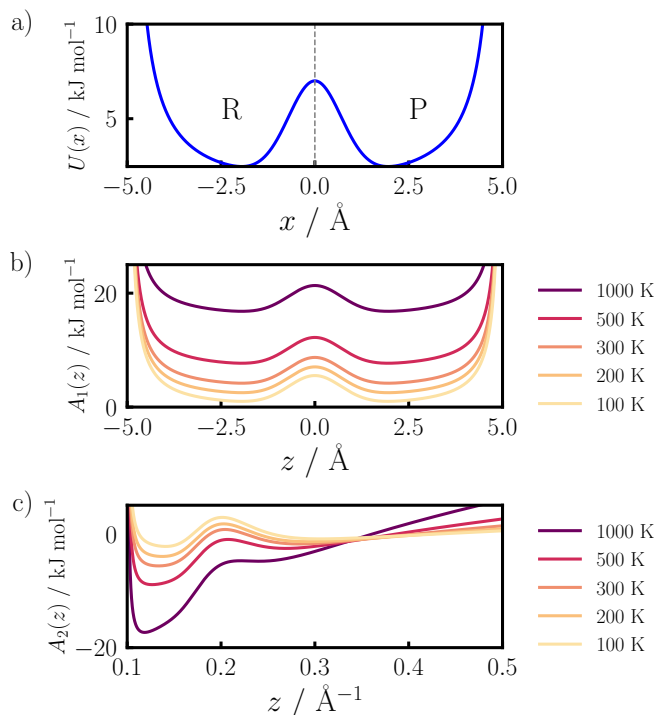 a)
U(x) / kJ mol⁻¹
10
5
R
P
−5.0
−2.5
0.0
2.5
5.0
x / Å
b)
A₁(z) / kJ mol⁻¹
20
0
−5.0
−2.5
0.0
2.5
5.0
z / Å
1000 K
500 K
300 K
200 K
100 K
c)
A₂(z) / kJ mol⁻¹
0
−20
0.1
0.2
0.3
0.4
0.5
z / Å⁻¹
1000 K
500 K
300 K
200 K
100 K